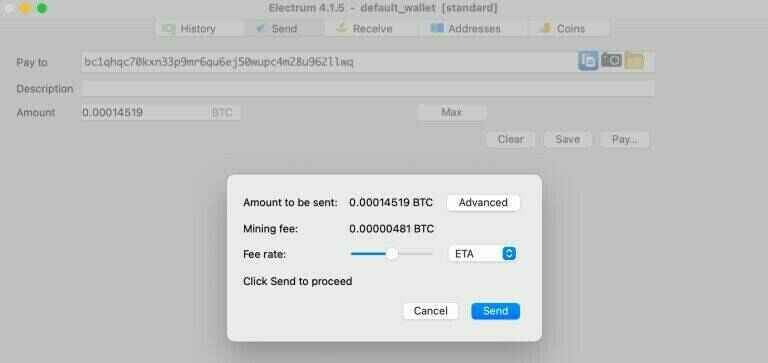 Electrum 4.1.5 - default_wallet [standard]
History Send Receive Addresses Coins
Pay to bc1qhqc70kxn33p9mr6qu6ej50wupc4m28u962llwq
Description
Amount 0.00014519 BTC Max
Clear Save Pay...
Amount to be sent: 0.00014519 BTC Advanced
Mining fee: 0.00000481 BTC
Fee rate: ETA
Click Send to proceed
Cancel Send